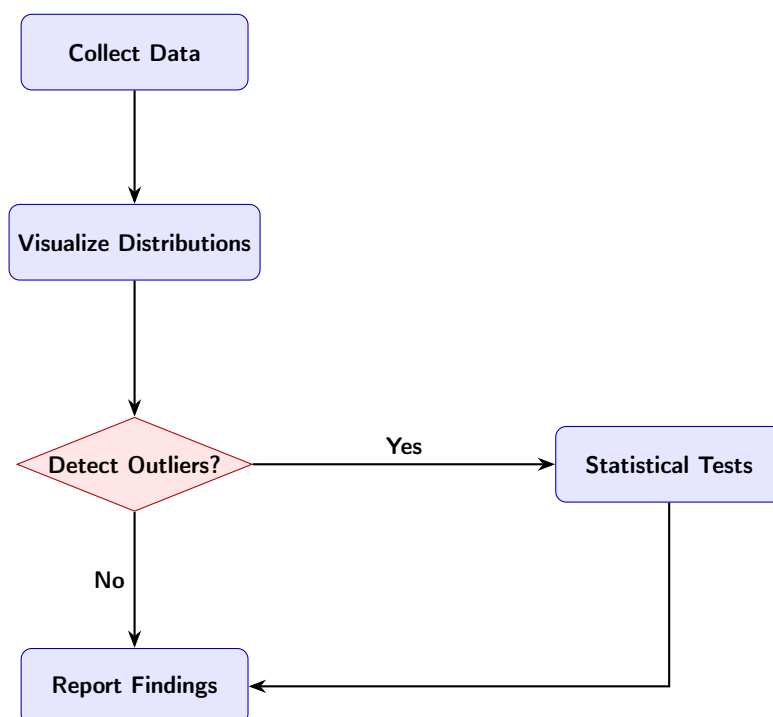 Collect Data
Visualize Distributions
Detect Outliers?
Yes
Statistical Tests
No
Report Findings